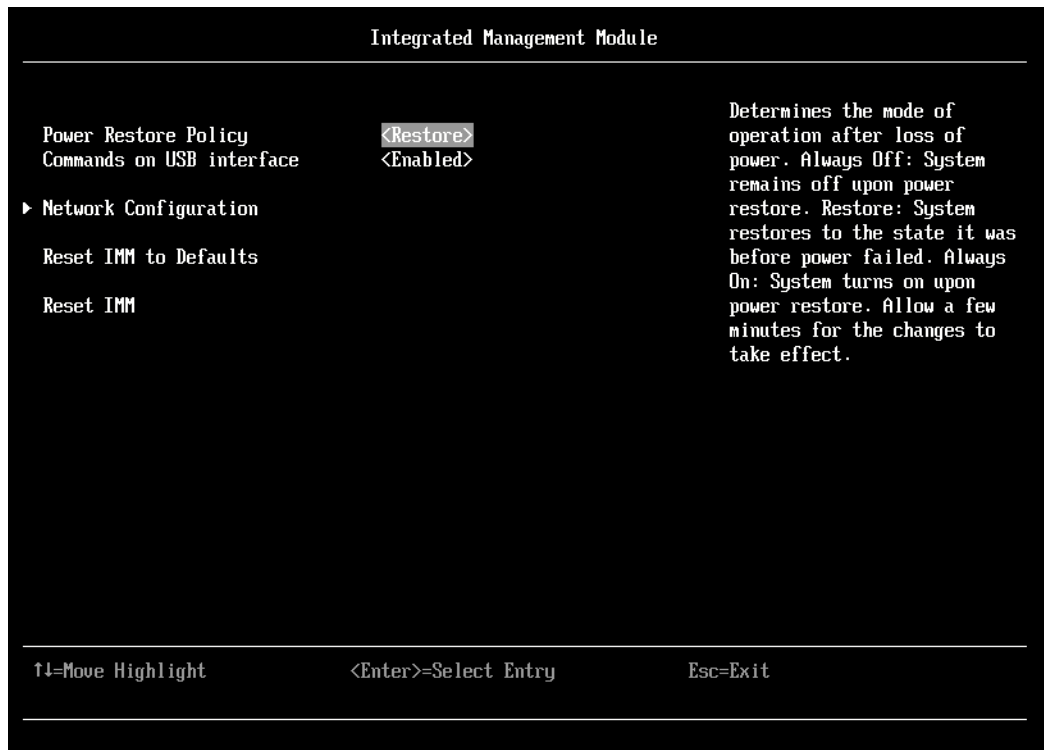 Integrated Management Module
Power Restore Policy <Restore>
Commands on USB interface <Enabled>
▶ Network Configuration
Reset IMM to Defaults
Reset IMM
Determines the mode of
operation after loss of
power. Always Off: System
remains off upon power
restore. Restore: System
restores to the state it was
before power failed. Always
On: System turns on upon
power restore. Allow a few
minutes for the changes to
take effect.
↑↓=Move Highlight <Enter>=Select Entry Esc=Exit